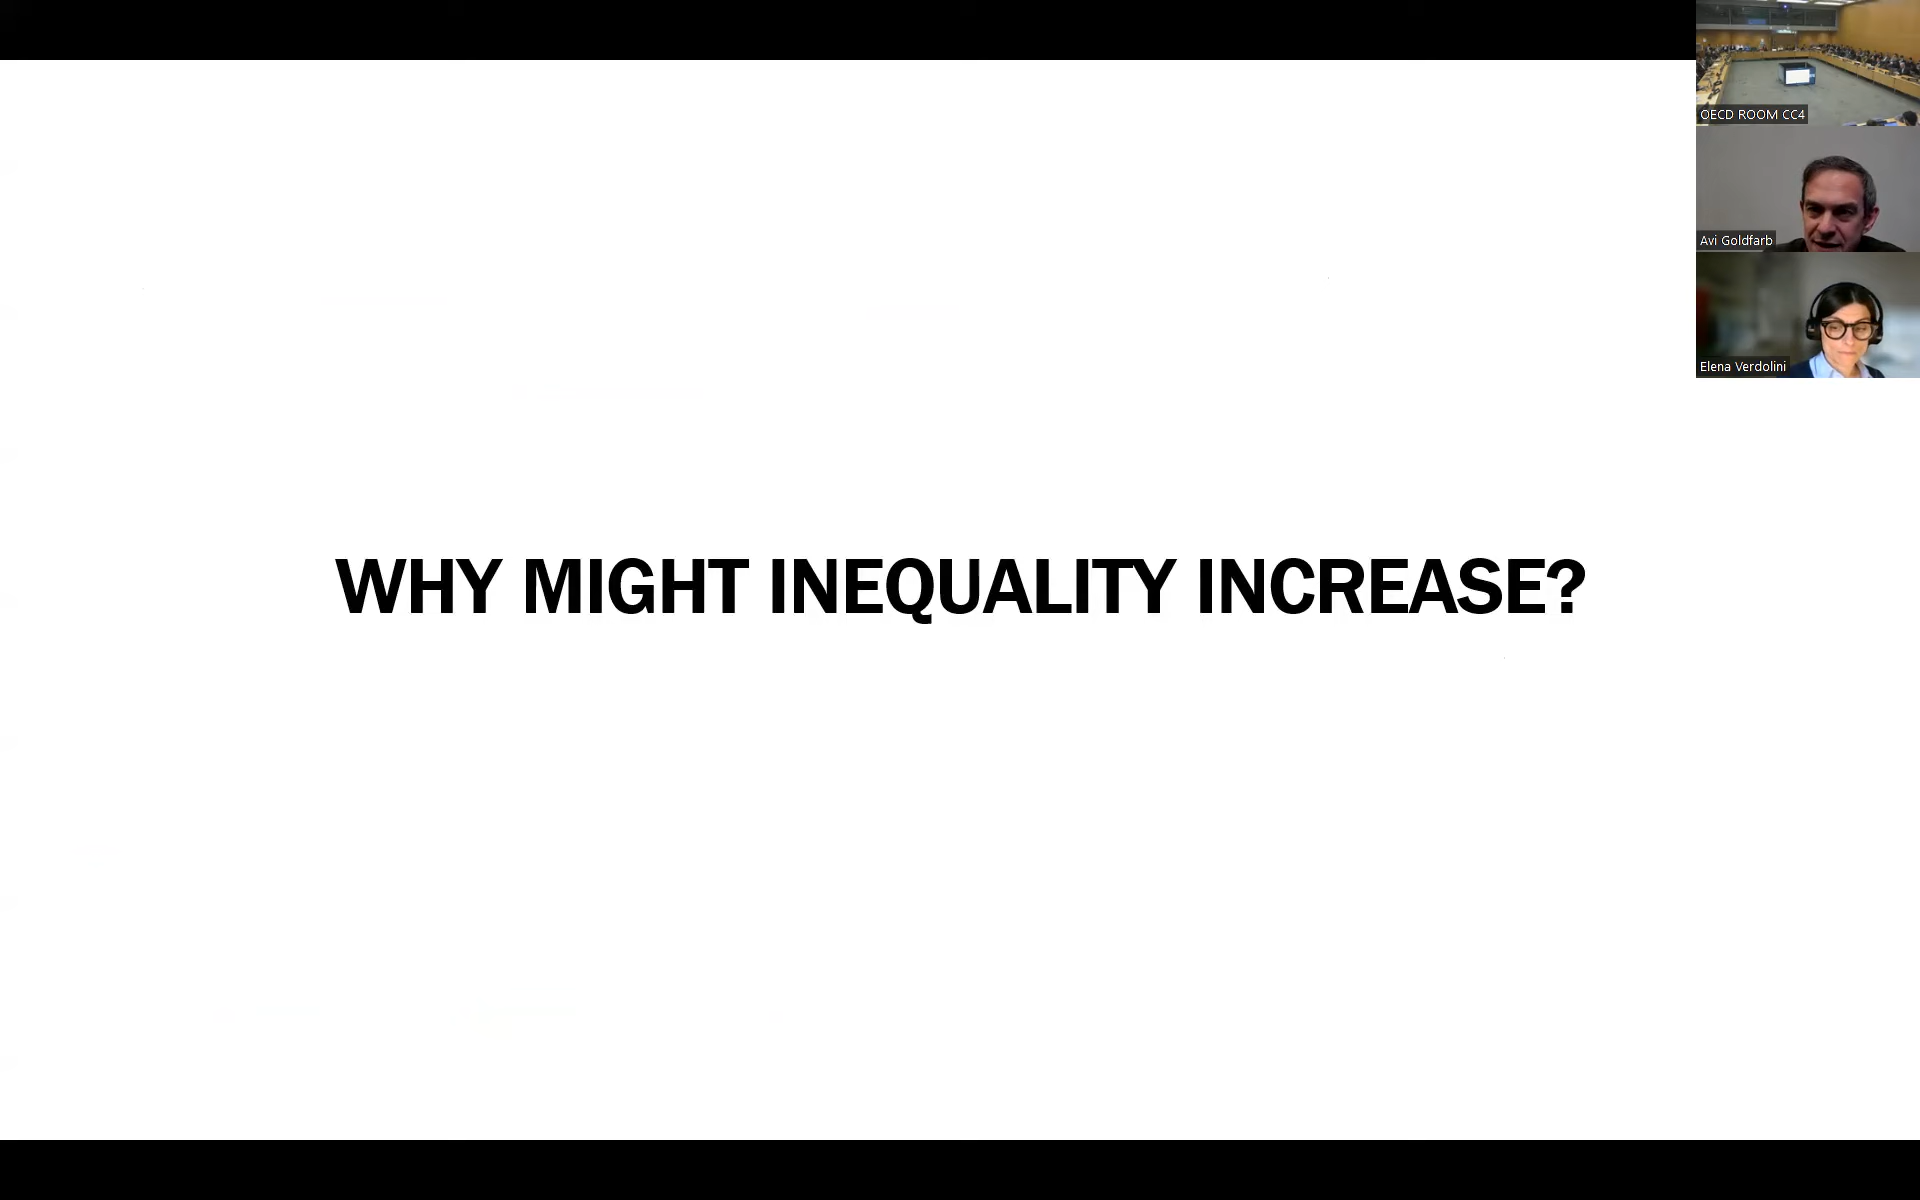 OECD ROOM CC4
Avi Goldfarb
Elena Verdolini
WHY MIGHT INEQUALITY INCREASE?